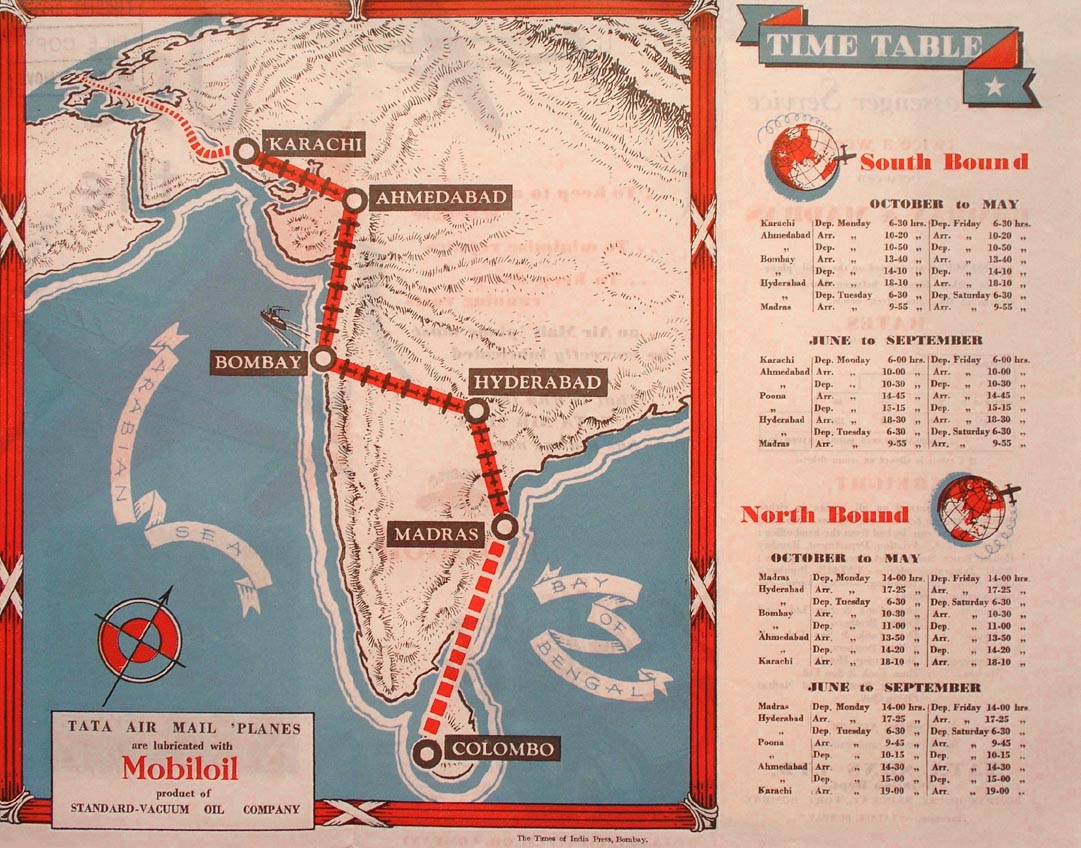 KARACHI
AHMEDABAD
BOMBAY
HYDERABAD
MADRAS
COLOMBO
ARABIAN
SEA
BAY
OF
BENGAL
TATA AIR MAIL 'PLANES
are lubricated with
Mobiloil
product of
STANDARD-VACUUM OIL COMPANY
The Times of India Press, Bombay.
TIME TABLE
South Bound
OCTOBER to MAY
Karachi Dep. Monday 6-30 hrs. Dep. Friday 6-30 hrs.
Ahmedabad Arr. „ 10-20 „ Arr. „ 10-20 „
„ Dep. „ 10-50 „ Dep. „ 10-50 „
Bombay Arr. „ 13-40 „ Arr. „ 13-40 „
„ Dep. „ 14-10 „ Dep. „ 14-10 „
Hyderabad Arr. „ 18-10 „ Arr. „ 18-10 „
„ Dep. Tuesday 6-30 „ Dep. Saturday 6-30 „
Madras Arr. „ 9-55 „ Arr. „ 9-55 „
JUNE to SEPTEMBER
Karachi Dep. Monday 6-00 hrs. Dep. Friday 6-00 hrs.
Ahmedabad Arr. „ 10-00 „ Arr. „ 10-00 „
„ Dep. „ 10-30 „ Dep. „ 10-30 „
Poona Arr. „ 14-45 „ Arr. „ 14-45 „
„ Dep. „ 15-15 „ Dep. „ 15-15 „
Hyderabad Arr. „ 18-30 „ Arr. „ 18-30 „
„ Dep. Tuesday 6-30 „ Dep. Saturday 6-30 „
Madras Arr. „ 9-55 „ Arr. „ 9-55 „
North Bound
OCTOBER to MAY
Madras Dep. Monday 14-00 hrs. Dep. Friday 14-00 hrs.
Hyderabad Arr. „ 17-25 „ Arr. „ 17-25 „
„ Dep. Tuesday 6-30 „ Dep. Saturday 6-30 „
Bombay Arr. „ 10-30 „ Arr. „ 10-30 „
„ Dep. „ 11-00 „ Dep. „ 11-00 „
Ahmedabad Arr. „ 13-50 „ Arr. „ 13-50 „
„ Dep. „ 14-20 „ Dep. „ 14-20 „
Karachi Arr. „ 18-10 „ Arr. „ 18-10 „
JUNE to SEPTEMBER
Madras Dep. Monday 14-00 hrs. Dep. Friday 14-00 hrs.
Hyderabad Arr. „ 17-25 „ Arr. „ 17-25 „
„ Dep. Tuesday 6-30 „ Dep. Saturday 6-30 „
Poona Arr. „ 9-45 „ Arr. „ 9-45 „
„ Dep. „ 10-15 „ Dep. „ 10-15 „
Ahmedabad Arr. „ 14-30 „ Arr. „ 14-30 „
„ Dep. „ 15-00 „ Dep. „ 15-00 „
Karachi Arr. „ 19-00 „ Arr. „ 19-00 „